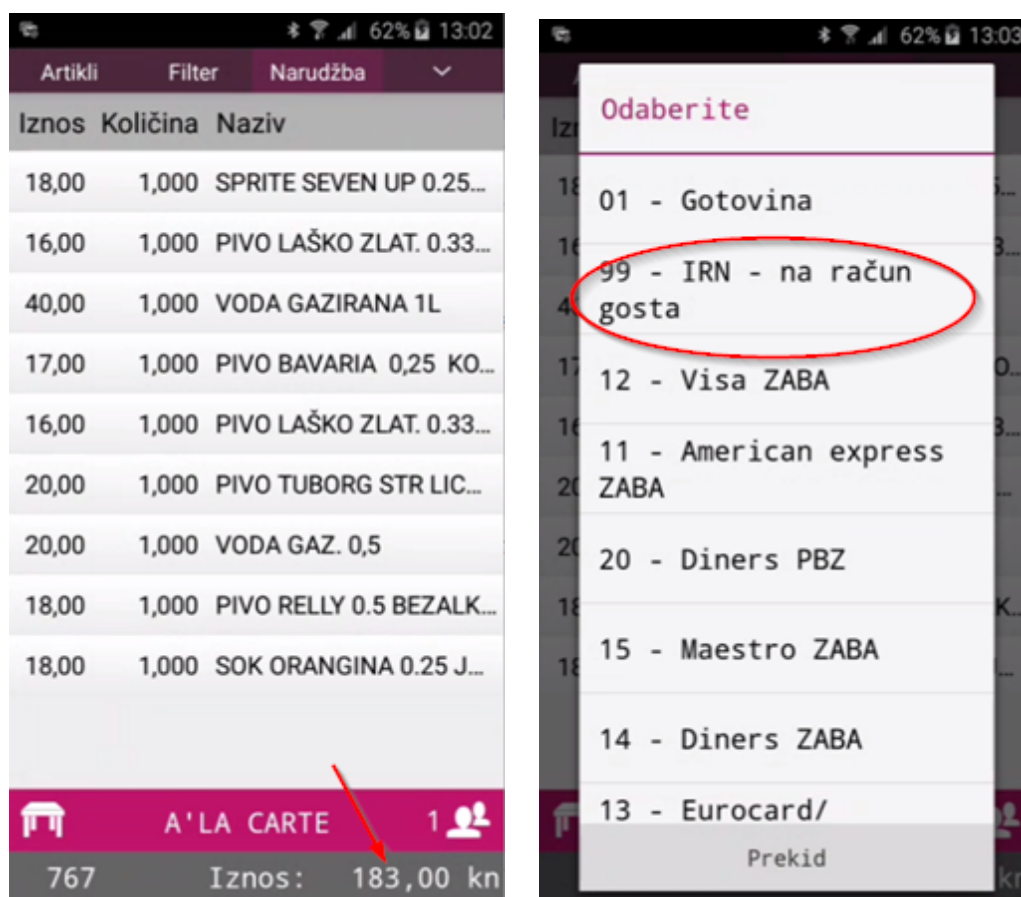 62% 13:02
Artikli Filter Narudžba
Iznos Količina Naziv
18,00 1,000 SPRITE SEVEN UP 0.25...
16,00 1,000 PIVO LAŠKO ZLAT. 0.33...
40,00 1,000 VODA GAZIRANA 1L
17,00 1,000 PIVO BAVARIA 0,25 KO...
16,00 1,000 PIVO LAŠKO ZLAT. 0.33...
20,00 1,000 PIVO TUBORG STR LIC...
20,00 1,000 VODA GAZ. 0,5
18,00 1,000 PIVO RELLY 0.5 BEZALK...
18,00 1,000 SOK ORANGINA 0.25 J...
A'LA CARTE 1
767 Iznos: 183,00 kn
62% 13:03
Odaberite
01 - Gotovina
99 - IRN - na račun
gosta
12 - Visa ZABA
11 - American express
ZABA
20 - Diners PBZ
15 - Maestro ZABA
14 - Diners ZABA
13 - Eurocard/
Prekid